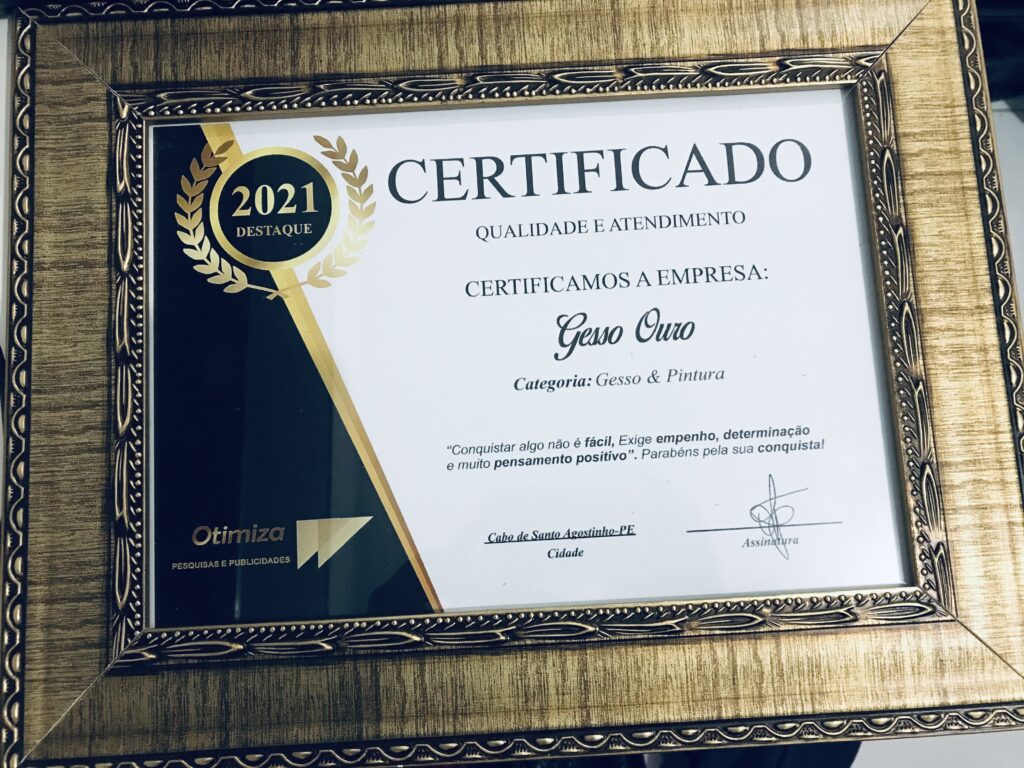 2021
DESTAQUE
CERTIFICADO
QUALIDADE E ATENDIMENTO
CERTIFICAMOS A EMPRESA:
Gesso Ouro
Categoria: Gesso & Pintura
“Conquistar algo não é fácil, Exige empenho, determinação
e muito pensamento positivo”. Parabéns pela sua conquista!
Otimiza
PESQUISAS E PUBLICIDADES
Cabo de Santo Agostinho-PE
Cidade
Assinatura